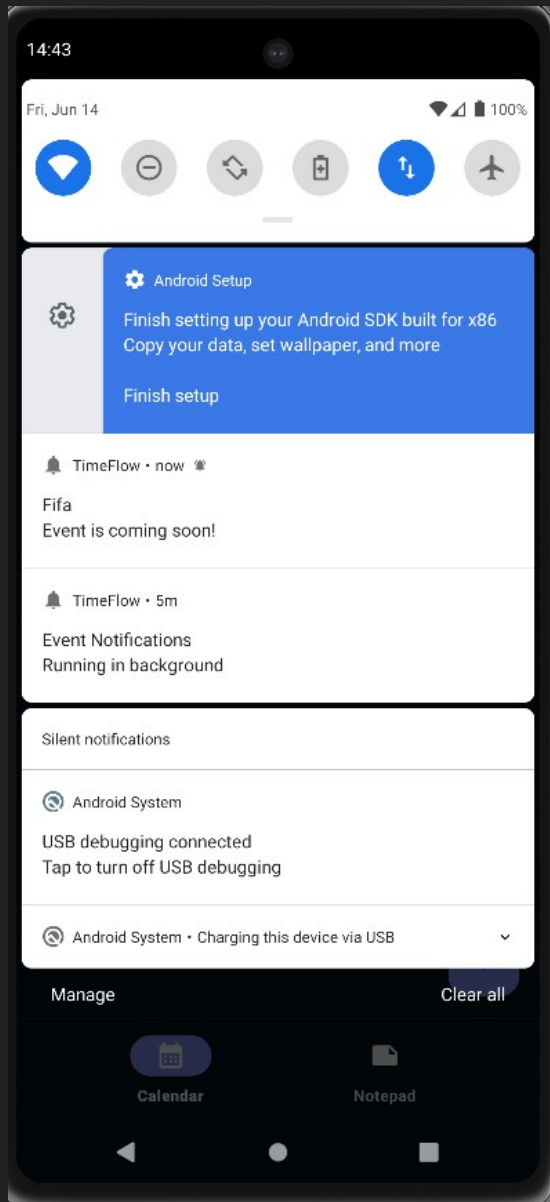 14:43
Fri, Jun 14
100%
Android Setup
Finish setting up your Android SDK built for x86
Copy your data, set wallpaper, and more
Finish setup
TimeFlow • now
Fifa
Event is coming soon!
TimeFlow • 5m
Event Notifications
Running in background
Silent notifications
Android System
USB debugging connected
Tap to turn off USB debugging
Android System • Charging this device via USB
Manage
Clear all
Calendar
Notepad